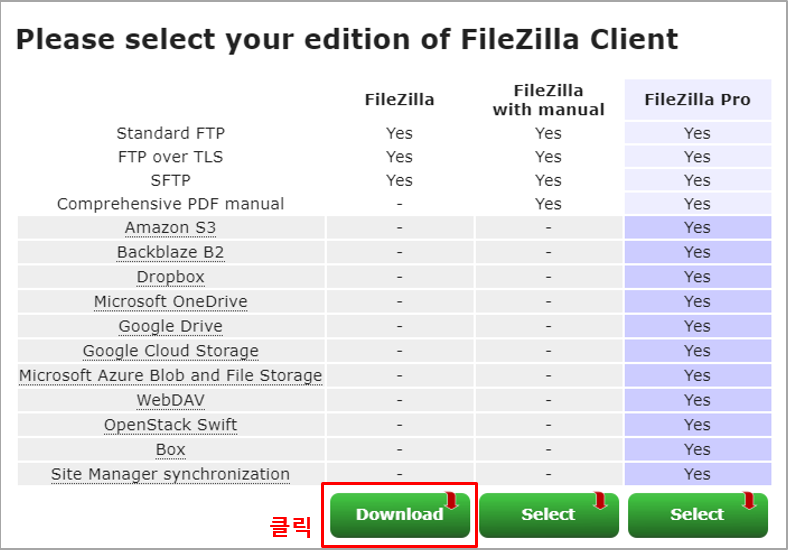 Please select your edition of FileZilla Client
FileZilla FileZilla with manual FileZilla Pro
Standard FTP Yes Yes Yes
FTP over TLS Yes Yes Yes
SFTP Yes Yes Yes
Comprehensive PDF manual - Yes Yes
Amazon S3 - - Yes
Backblaze B2 - - Yes
Dropbox - - Yes
Microsoft OneDrive - - Yes
Google Drive - - Yes
Google Cloud Storage - - Yes
Microsoft Azure Blob and File Storage - - Yes
WebDAV - - Yes
OpenStack Swift - - Yes
Box - - Yes
Site Manager synchronization - - Yes
클릭 Download Select Select